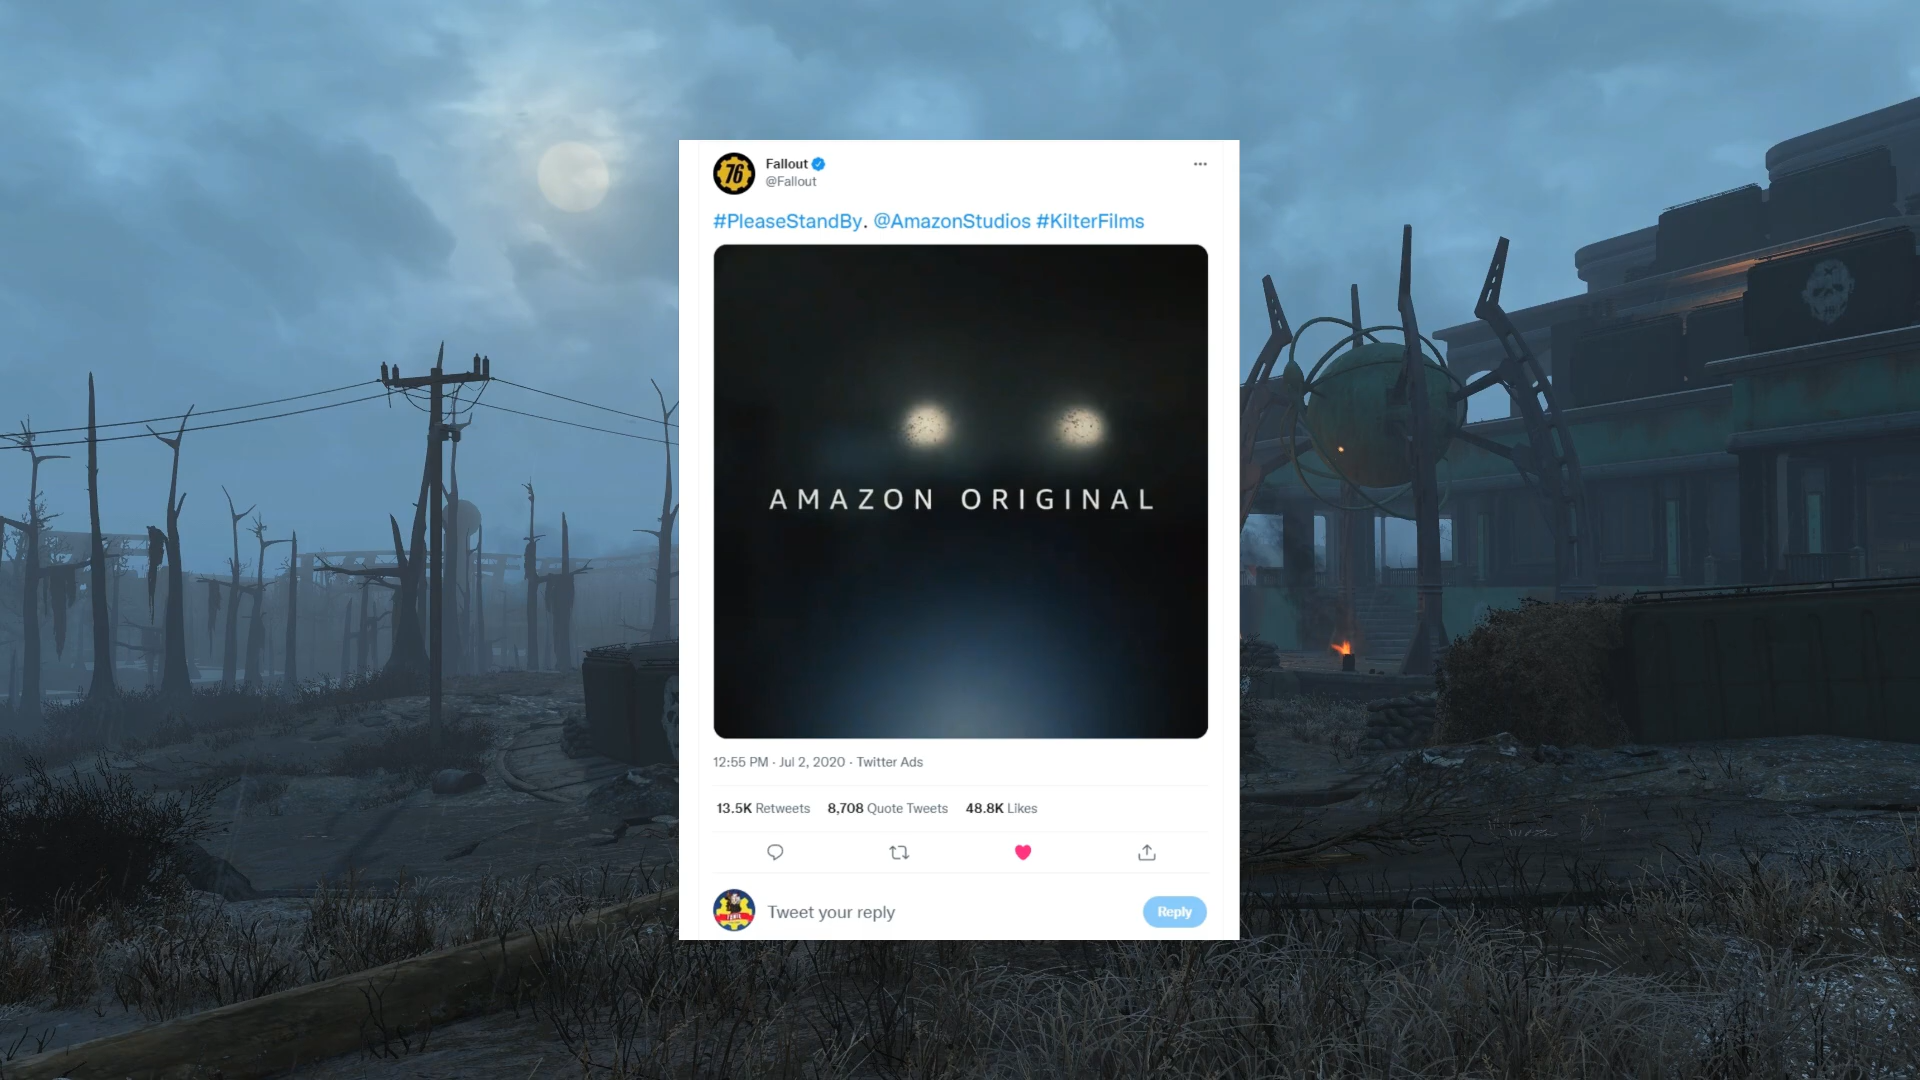 76
Fallout
@Fallout
#PleaseStandBy. @AmazonStudios #KilterFilms
AMAZON ORIGINAL
12:55 PM · Jul 2, 2020 · Twitter Ads
13.5K Retweets 8,708 Quote Tweets 48.8K Likes
Tweet your reply
Reply